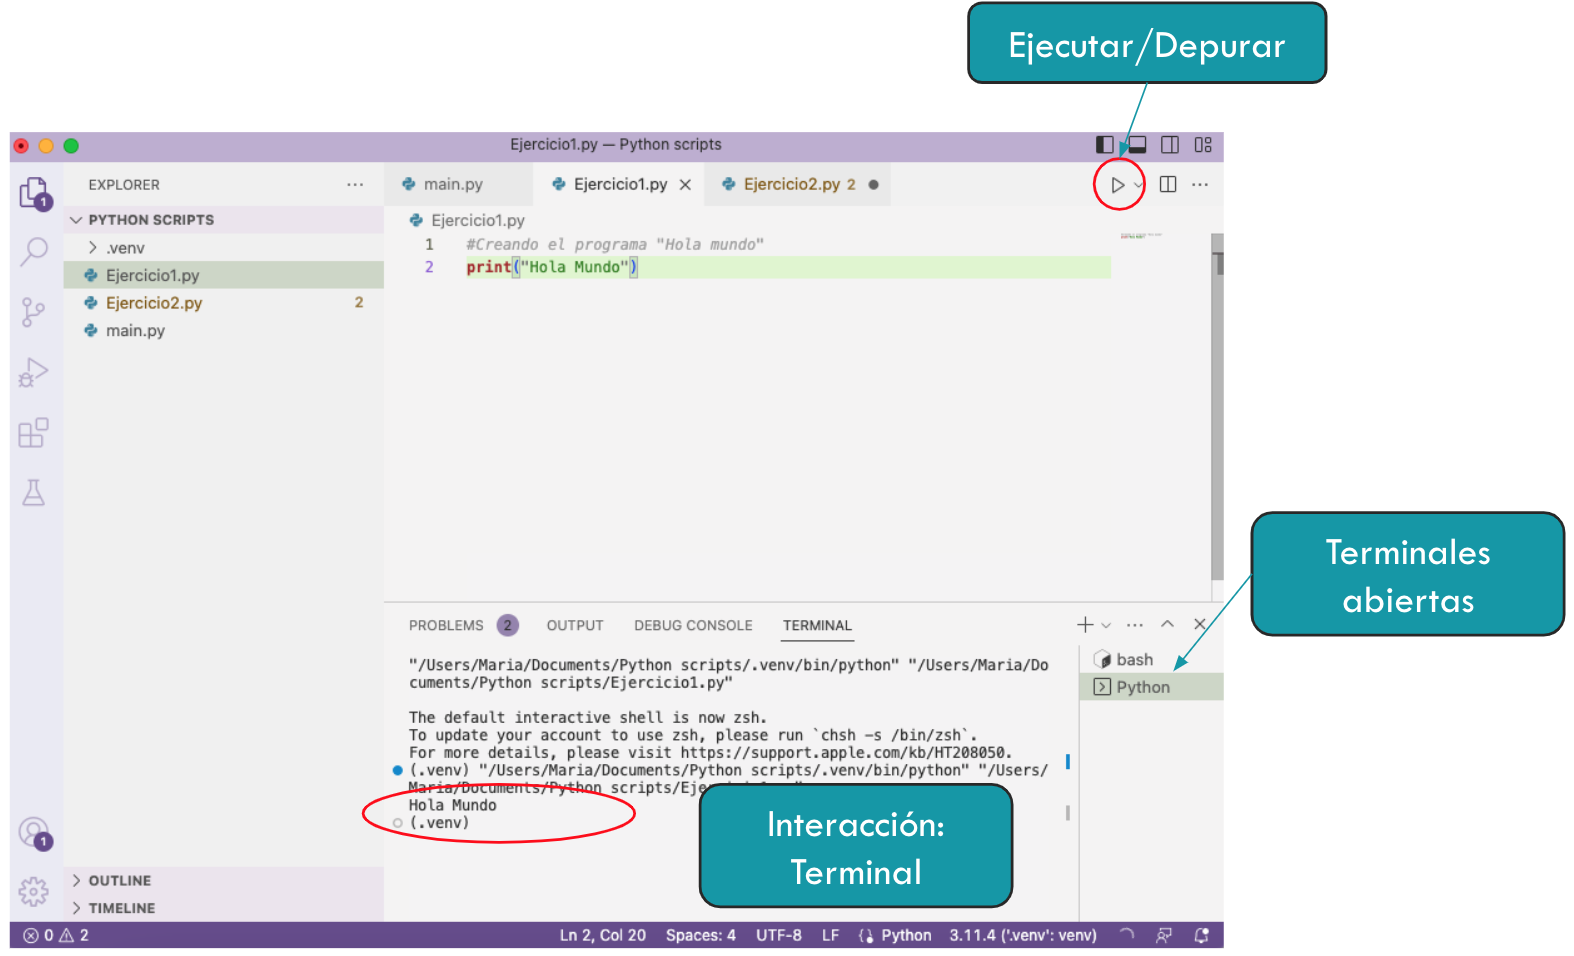 Ejecutar/Depurar
Ejercicio1.py — Python scripts
EXPLORER
PYTHON SCRIPTS
.venv
Ejercicio1.py
Ejercicio2.py 2
main.py
OUTLINE
TIMELINE
1
1
main.py
Ejercicio1.py
Ejercicio2.py 2
Ejercicio1.py
1 #Creando el programa "Hola mundo"
2 print("Hola Mundo")
Terminales
abiertas
PROBLEMS 2 OUTPUT DEBUG CONSOLE TERMINAL
"/Users/Maria/Documents/Python scripts/.venv/bin/python" "/Users/Maria/Do
cuments/Python scripts/Ejercicio1.py"
The default interactive shell is now zsh.
To update your account to use zsh, please run `chsh -s /bin/zsh`.
For more details, please visit https://support.apple.com/kb/HT208050.
(.venv) "/Users/Maria/Documents/Python scripts/.venv/bin/python" "/Users/
Maria/Documents/Python scripts/
Hola Mundo
(.venv)
bash
Python
Interacción:
Terminal
0 2 Ln 2, Col 20 Spaces: 4 UTF-8 LF Python 3.11.4 ('.venv': venv)